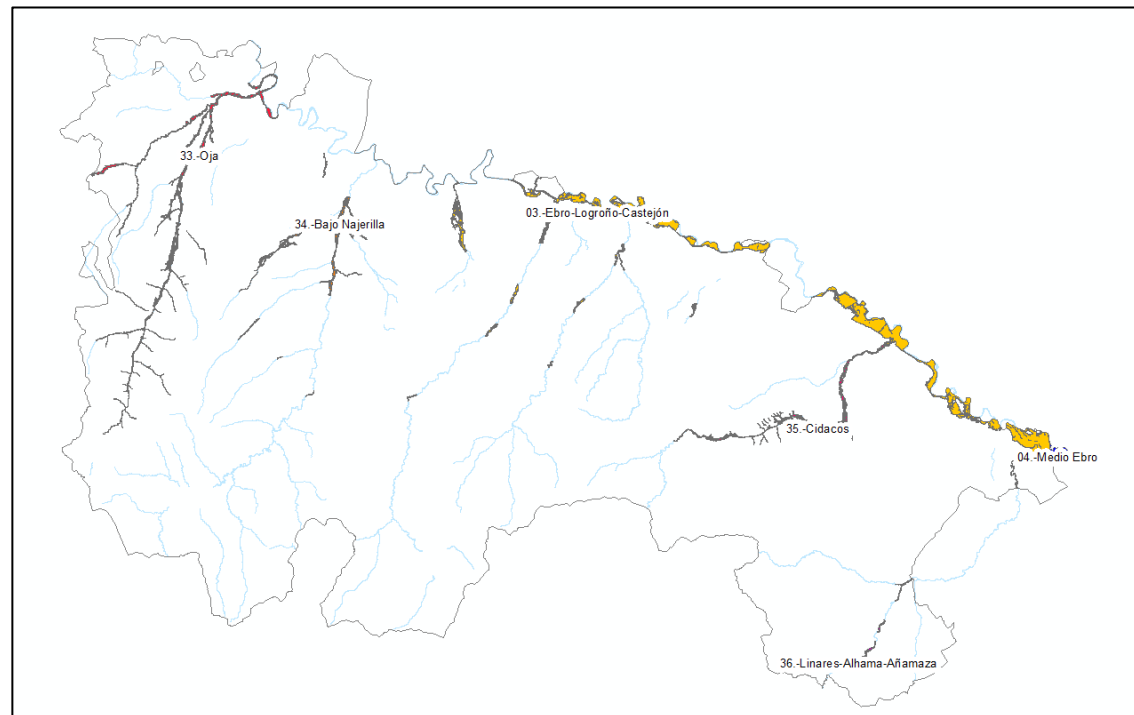 33.-Oja
34.-Bajo Najerilla
03.-Ebro-Logroño-Castejón
35.-Cidacos
04.-Medio Ebro
36.-Linares-Alhama-Añamaza